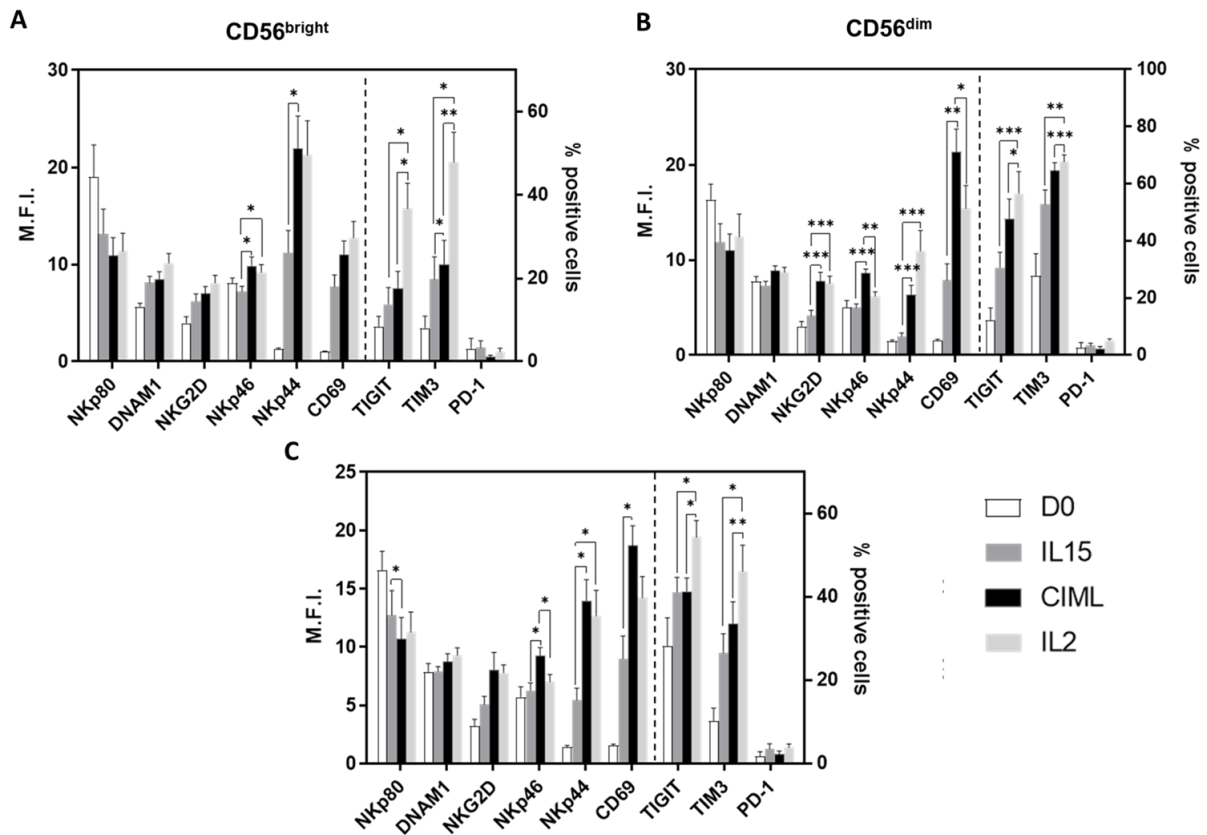 A
CD56bright
30
20
10
0
M.F.I.
60
40
20
0
% positive cells
* * * * * * * ** *
NKp80 DNAM1 NKG2D NKp46 NKp44 CD69 TIGIT TIM3 PD-1
B
CD56dim
30
20
10
0
M.F.I.
100
80
60
40
20
0
% positive cells
*** *** ** *** *** *** ** * *** * ** ***
NKp80 DNAM1 NKG2D NKp46 NKp44 CD69 TIGIT TIM3 PD-1
C
25
20
15
10
5
0
M.F.I.
60
40
20
0
% positive cells
* * * * * * * * * **
NKp80 DNAM1 NKG2D NKp46 NKp44 CD69 TIGIT TIM3 PD-1
D0
IL15
CIML
IL2